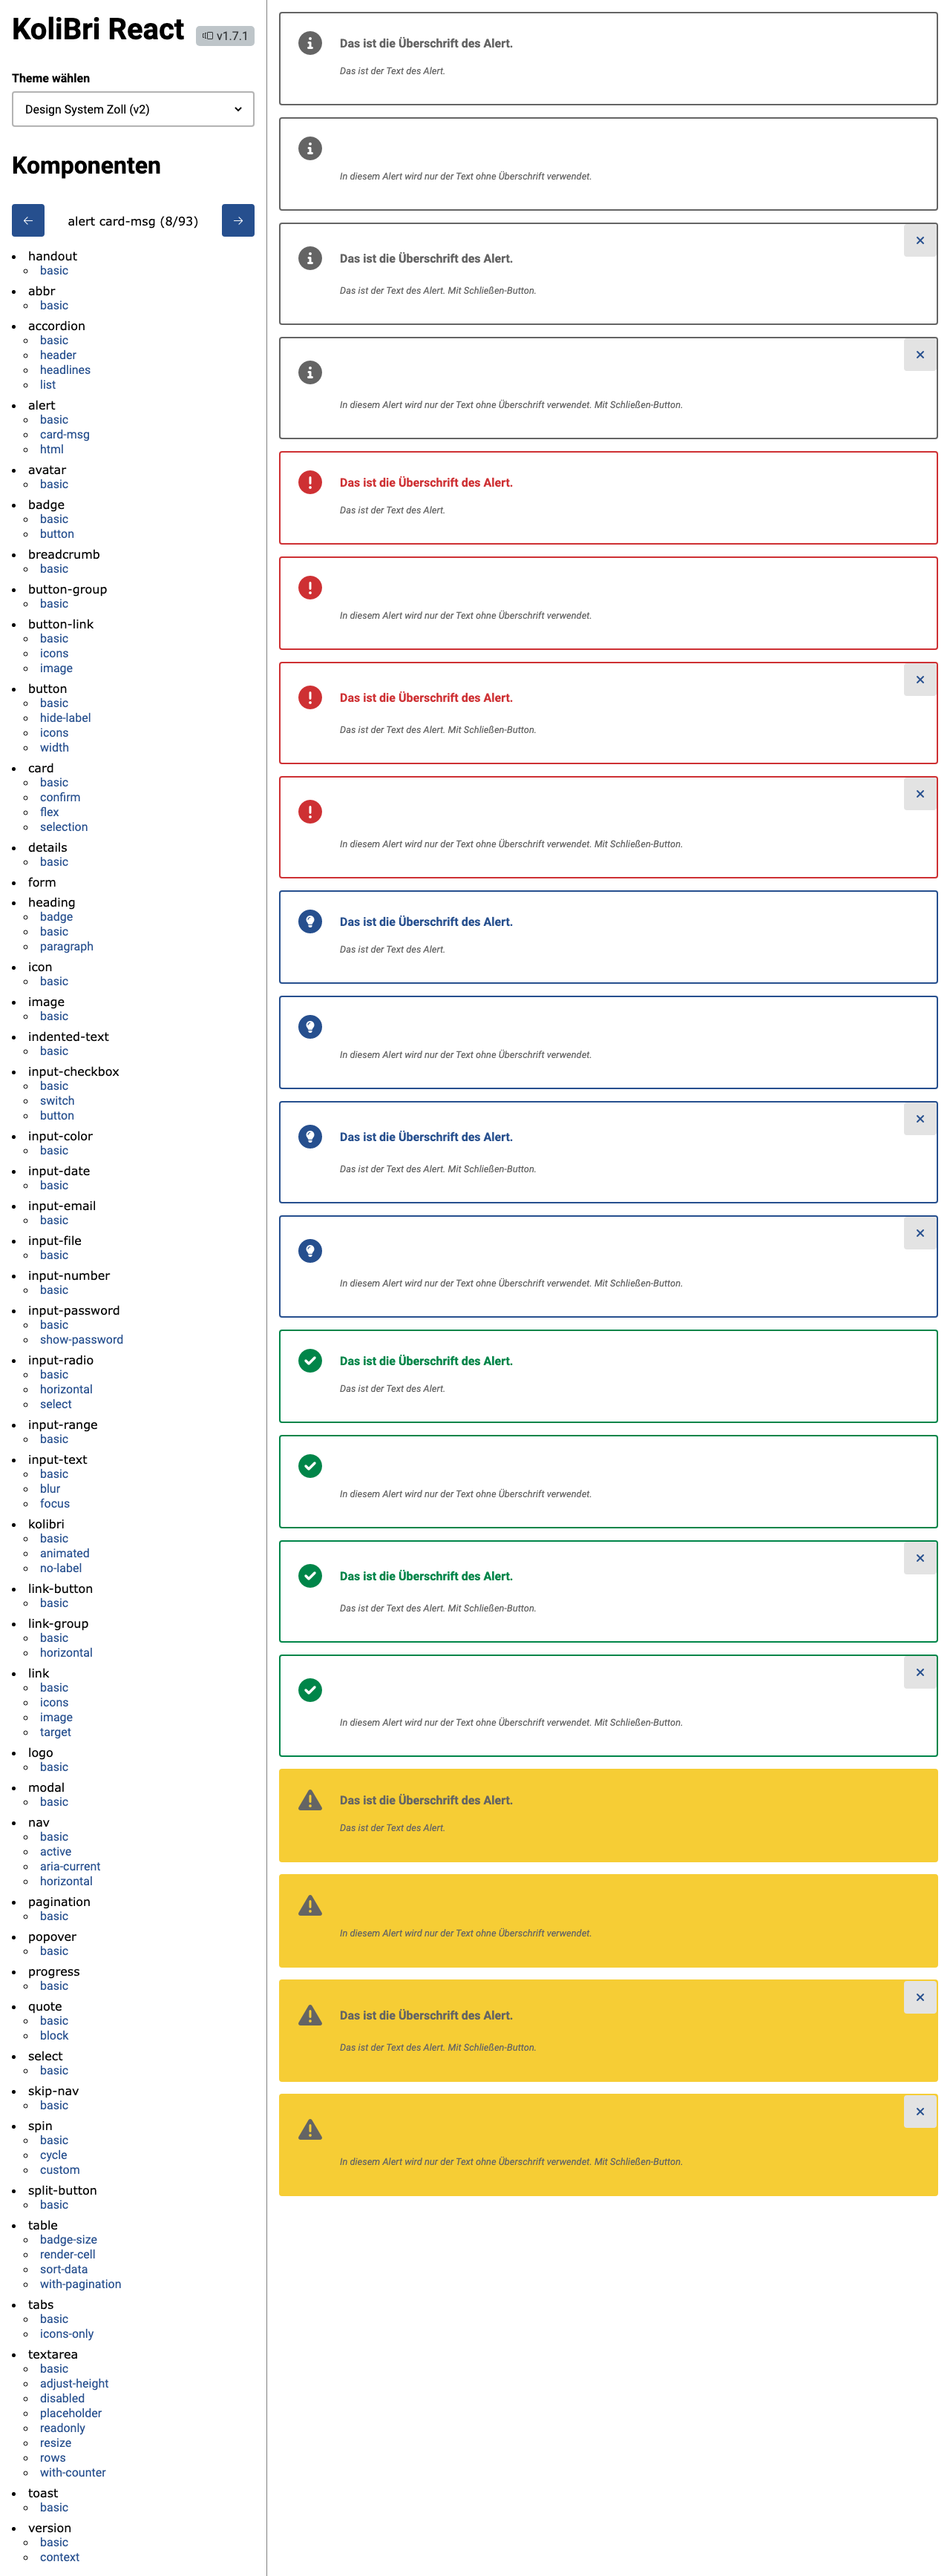 KoliBri React
v1.7.1
Theme wählen
Design System Zoll (v2)
Komponenten
alert card-msg (8/93)
handout
basic
abbr
basic
accordion
basic
header
headlines
list
alert
basic
card-msg
html
avatar
basic
badge
basic
button
breadcrumb
basic
button-group
basic
button-link
basic
icons
image
button
basic
hide-label
icons
width
card
basic
confirm
flex
selection
details
basic
form
heading
badge
basic
paragraph
icon
basic
image
basic
indented-text
basic
input-checkbox
basic
switch
button
input-color
basic
input-date
basic
input-email
basic
input-file
basic
input-number
basic
input-password
basic
show-password
input-radio
basic
horizontal
select
input-range
basic
input-text
basic
blur
focus
kolibri
basic
animated
no-label
link-button
basic
link-group
basic
horizontal
link
basic
icons
image
target
logo
basic
modal
basic
nav
basic
active
aria-current
horizontal
pagination
basic
popover
basic
progress
basic
quote
basic
block
select
basic
skip-nav
basic
spin
basic
cycle
custom
split-button
basic
table
badge-size
render-cell
sort-data
with-pagination
tabs
basic
icons-only
textarea
basic
adjust-height
disabled
placeholder
readonly
resize
rows
with-counter
toast
basic
version
basic
context
Das ist die Überschrift des Alert.
Das ist der Text des Alert.
In diesem Alert wird nur der Text ohne Überschrift verwendet.
Das ist die Überschrift des Alert.
Das ist der Text des Alert. Mit Schließen-Button.
In diesem Alert wird nur der Text ohne Überschrift verwendet. Mit Schließen-Button.
Das ist die Überschrift des Alert.
Das ist der Text des Alert.
In diesem Alert wird nur der Text ohne Überschrift verwendet.
Das ist die Überschrift des Alert.
Das ist der Text des Alert. Mit Schließen-Button.
In diesem Alert wird nur der Text ohne Überschrift verwendet. Mit Schließen-Button.
Das ist die Überschrift des Alert.
Das ist der Text des Alert.
In diesem Alert wird nur der Text ohne Überschrift verwendet.
Das ist die Überschrift des Alert.
Das ist der Text des Alert. Mit Schließen-Button.
In diesem Alert wird nur der Text ohne Überschrift verwendet. Mit Schließen-Button.
Das ist die Überschrift des Alert.
Das ist der Text des Alert.
In diesem Alert wird nur der Text ohne Überschrift verwendet.
Das ist die Überschrift des Alert.
Das ist der Text des Alert. Mit Schließen-Button.
In diesem Alert wird nur der Text ohne Überschrift verwendet. Mit Schließen-Button.
Das ist die Überschrift des Alert.
Das ist der Text des Alert.
In diesem Alert wird nur der Text ohne Überschrift verwendet.
Das ist die Überschrift des Alert.
Das ist der Text des Alert. Mit Schließen-Button.
In diesem Alert wird nur der Text ohne Überschrift verwendet. Mit Schließen-Button.